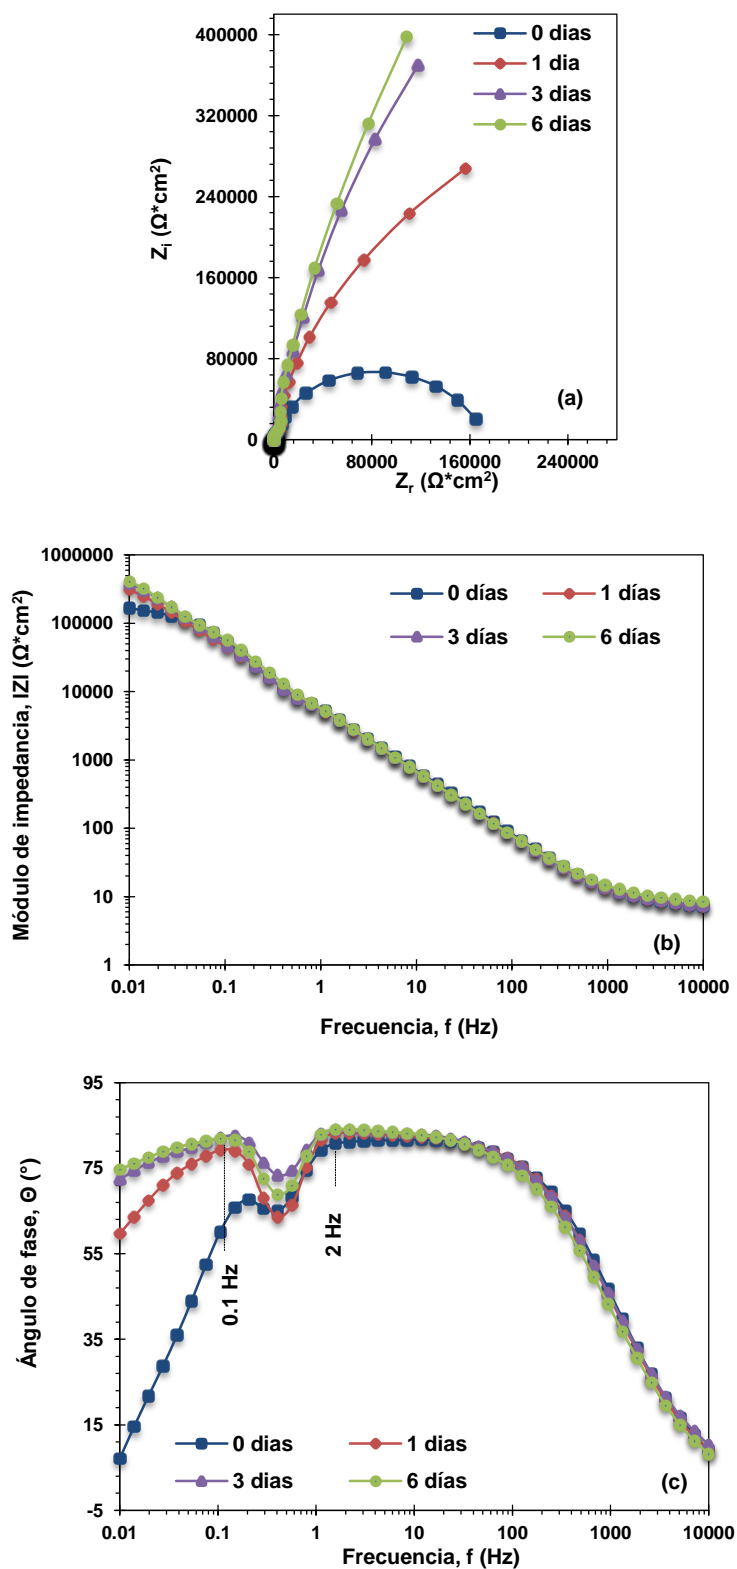 400000
320000
240000
160000
80000
0
Zi (Ω*cm2)
0 dias
1 dia
3 dias
6 dias
(a)
0 80000 160000 240000
Zr (Ω*cm2)
1000000
100000
10000
1000
100
10
1
Módulo de impedancia, IZI (Ω*cm2)
0 días 1 días
3 días 6 días
(b)
0.01 0.1 1 10 100 1000 10000
Frecuencia, f (Hz)
95
75
55
35
15
-5
Ángulo de fase, Θ (°)
0.1 Hz
2 Hz
0 dias 1 dias
3 dias 6 días
(c)
0.01 0.1 1 10 100 1000 10000
Frecuencia, f (Hz)